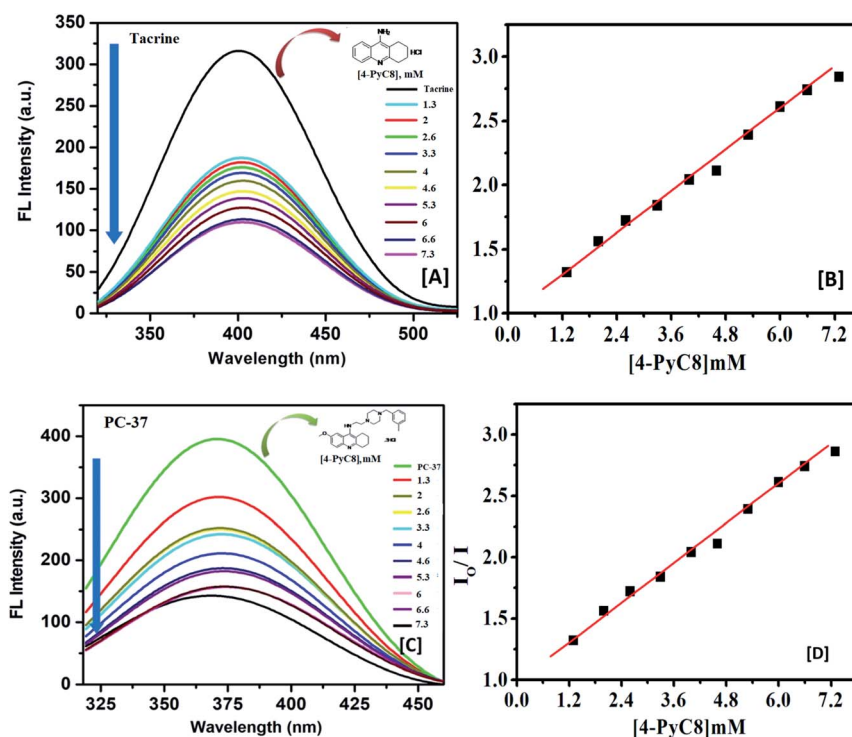 Tacrine
NH₂
HCl
N
[4-PyC8], mM
Tacrine
1.3
2
2.6
3.3
4
4.6
5.3
6
6.6
7.3
[A]
FL Intensity (a.u.)
350
300
250
200
150
100
50
0
350 400 450 500
Wavelength (nm)
3.0
2.5
2.0
1.5
1.0
[B]
0.0 1.2 2.4 3.6 4.8 6.0 7.2
[4-PyC8]mM
PC-37
HN
N
N
O
N
.3HCl
[4-PyC8],mM
PC-37
1.3
2
2.6
3.3
4
4.6
5.3
6
6.6
7.3
[C]
FL Intensity (a.u.)
400
300
200
100
0
325 350 375 400 425 450
Wavelength (nm)
I_O/ I
3.0
2.5
2.0
1.5
1.0
[D]
0.0 1.2 2.4 3.6 4.8 6.0 7.2
[4-PyC8]mM